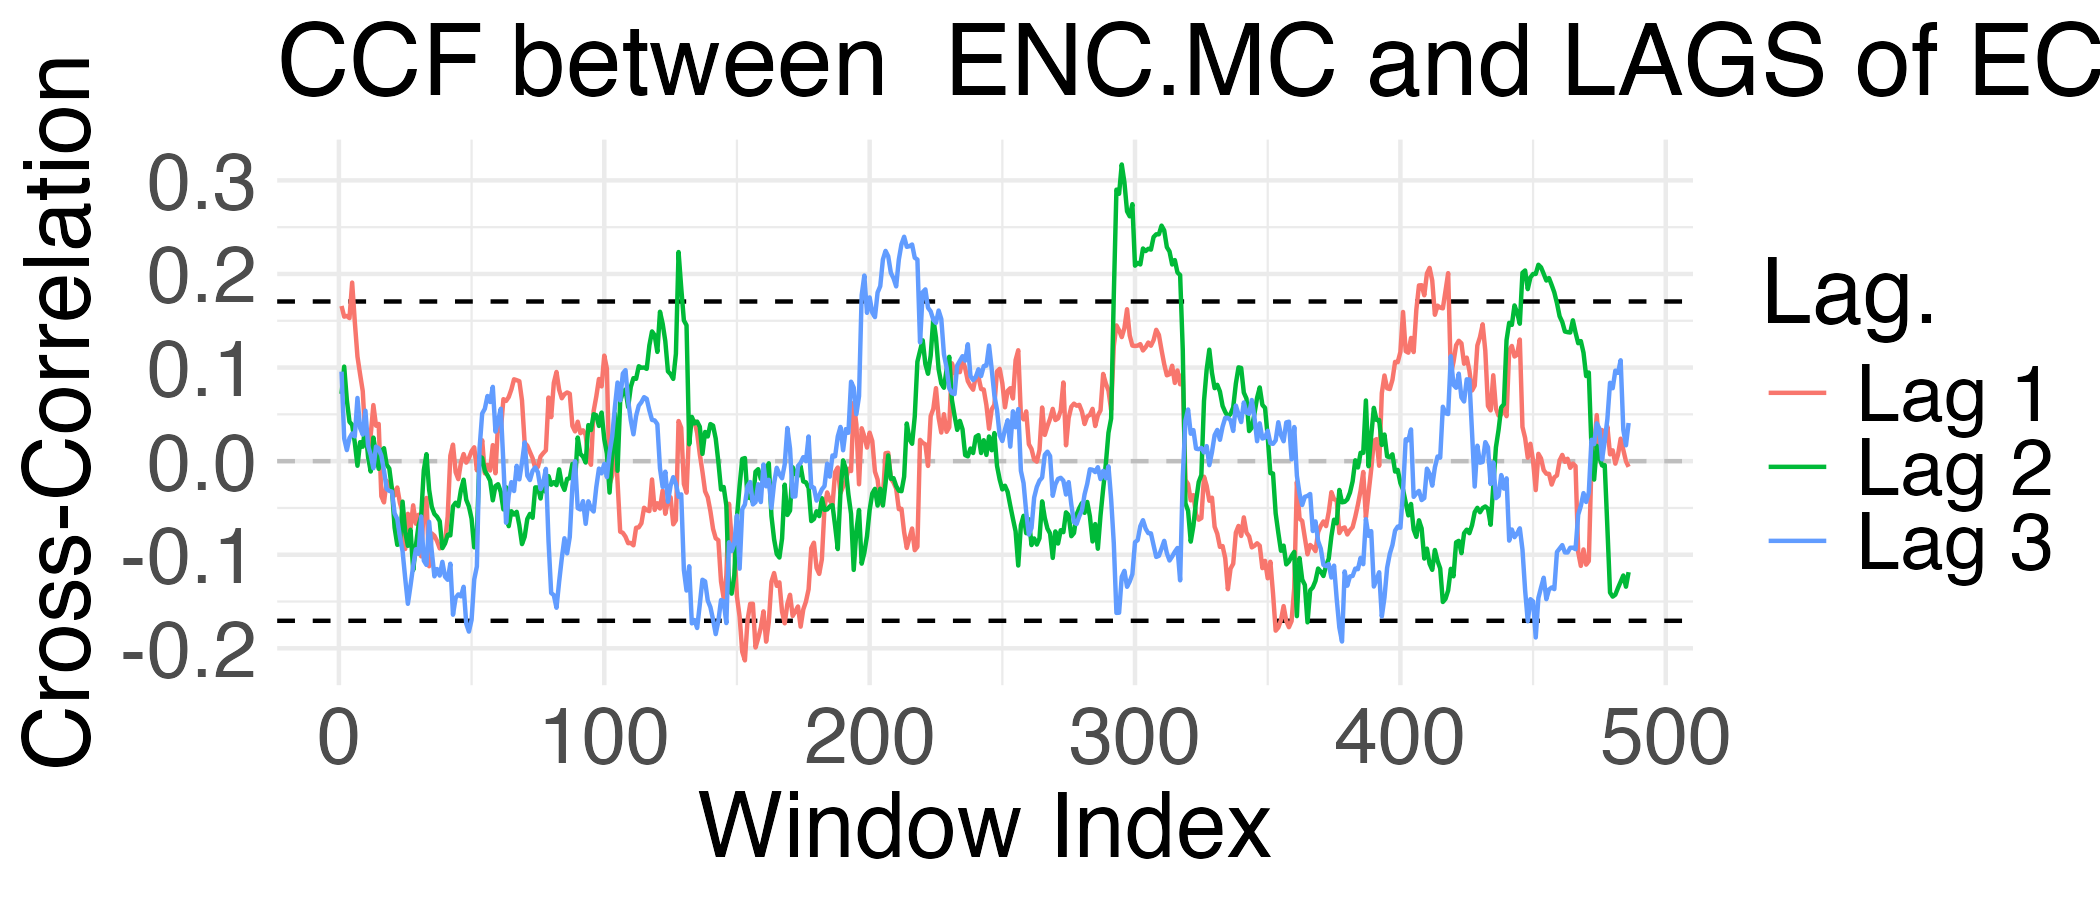 CCF between  ENC.MC and LAGS of EC
Cross-Correlation
0.3
0.2
0.1
0.0
-0.1
-0.2
0 100 200 300 400 500
Window Index
Lag.
Lag 1
Lag 2
Lag 3